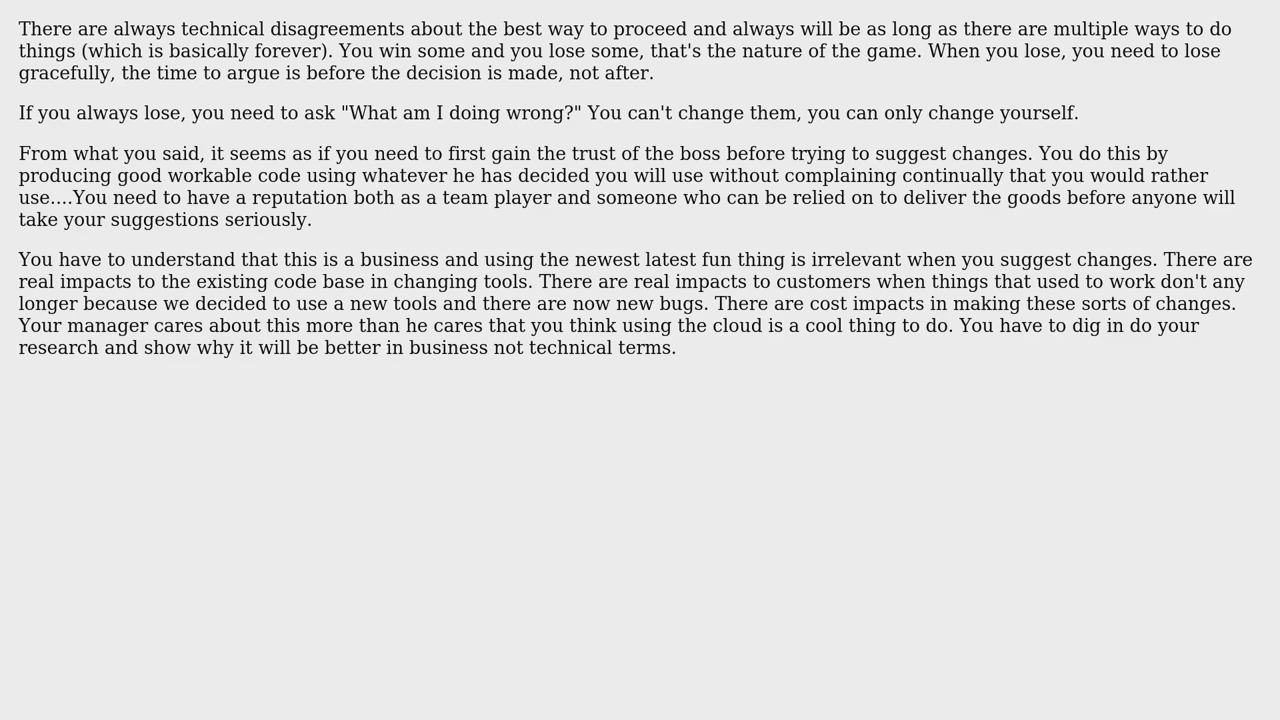 There are always technical disagreements about the best way to proceed and always will be as long as there are multiple ways to do
things (which is basically forever). You win some and you lose some, that's the nature of the game. When you lose, you need to lose
gracefully, the time to argue is before the decision is made, not after.
If you always lose, you need to ask "What am I doing wrong?" You can't change them, you can only change yourself.
From what you said, it seems as if you need to first gain the trust of the boss before trying to suggest changes. You do this by
producing good workable code using whatever he has decided you will use without complaining continually that you would rather
use....You need to have a reputation both as a team player and someone who can be relied on to deliver the goods before anyone will
take your suggestions seriously.
You have to understand that this is a business and using the newest latest fun thing is irrelevant when you suggest changes. There are
real impacts to the existing code base in changing tools. There are real impacts to customers when things that used to work don't any
longer because we decided to use a new tools and there are now new bugs. There are cost impacts in making these sorts of changes.
Your manager cares about this more than he cares that you think using the cloud is a cool thing to do. You have to dig in do your
research and show why it will be better in business not technical terms.